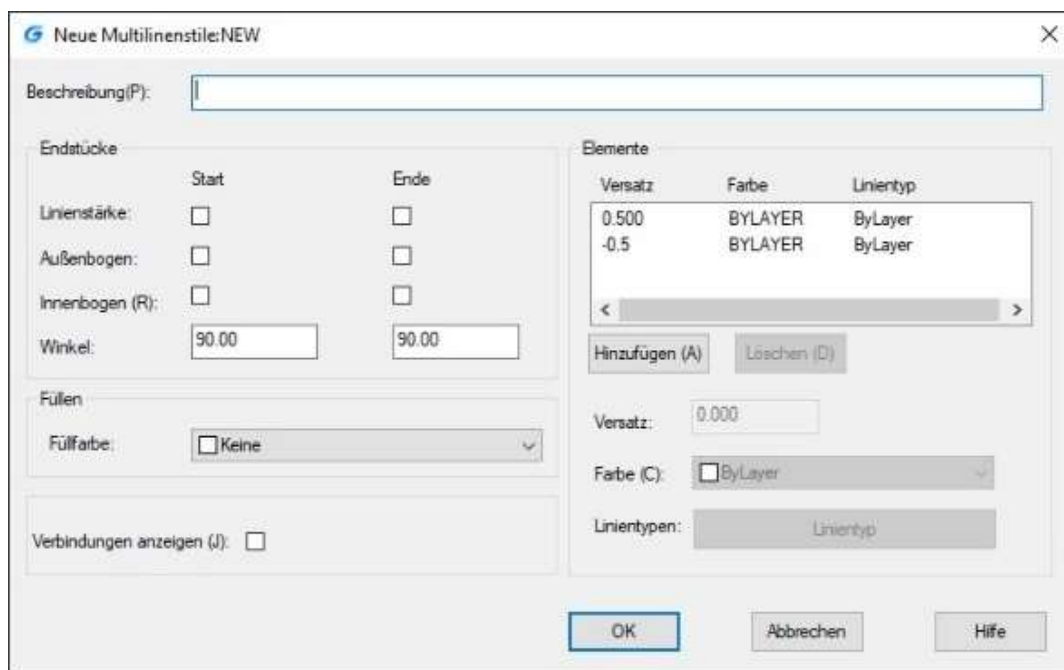 Neue Multilinenstile:NEW
Beschreibung(P):
Endstücke
Start Ende
Linienstärke:
Außenbogen:
Innenbogen (R):
Winkel: 90.00 90.00
Füllen
Füllfarbe: Keine
Verbindungen anzeigen (J):
Elemente
Versatz Farbe Linientyp
0.500 BYLAYER ByLayer
-0.5 BYLAYER ByLayer
Hinzufügen (A) Löschen (D)
Versatz: 0.000
Farbe (C): ByLayer
Linientypen: Linientyp
OK Abbrechen Hilfe